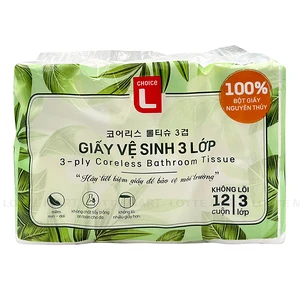 CHOICE
L
100%
BỘT GIẤY
NGUYÊN THỦY
코어리스 롤티슈 3겹
GIẤY VỆ SINH 3 LỚP
3-ply Coreless Bathroom Tissue
"Hãy tiết kiệm giấy để bảo vệ môi trường"
KHÔNG LÕI
12 3
cuộn lớp